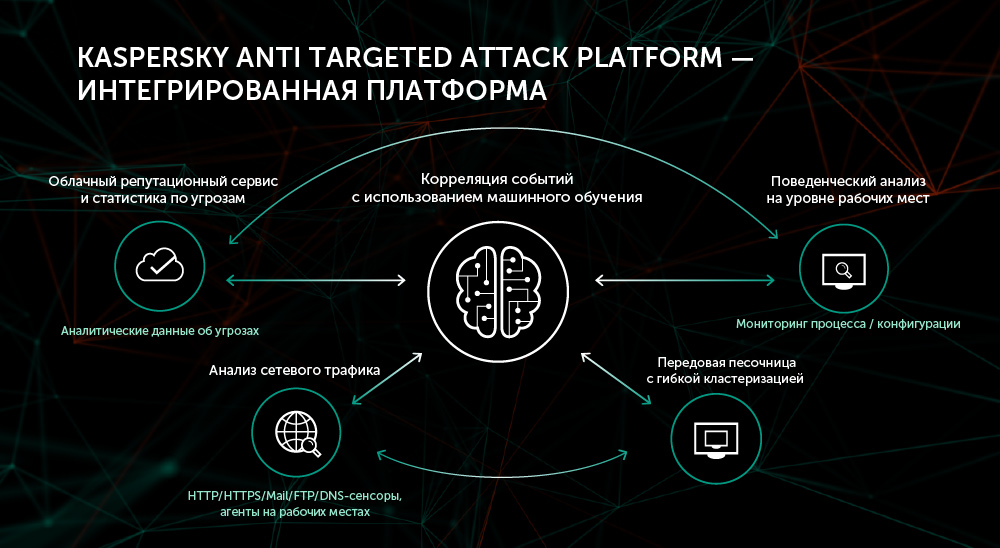 KASPERSKY ANTI TARGETED ATTACK PLATFORM —
ИНТЕГРИРОВАННАЯ ПЛАТФОРМА
Облачный репутационный сервис
и статистика по угрозам
Аналитические данные об угрозах
Корреляция событий
с использованием машинного обучения
Поведенческий анализ
на уровне рабочих мест
Мониторинг процесса / конфигурации
Анализ сетевого трафика
HTTP/HTTPS/Mail/FTP/DNS-сенсоры,
агенты на рабочих местах
Передовая песочница
с гибкой кластеризацией